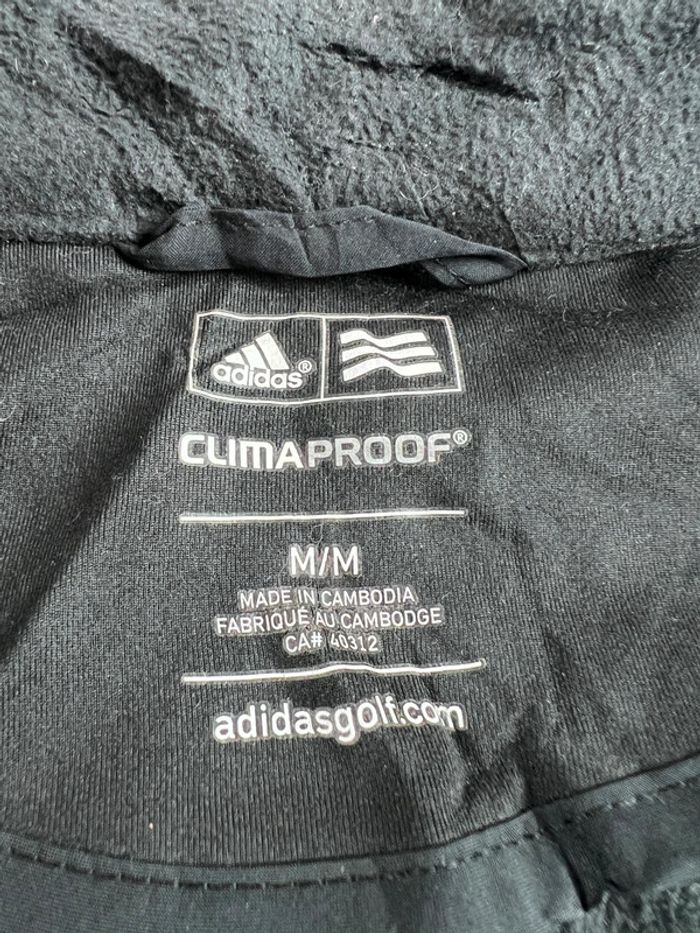 adidas®
CLIMAPROOF®
M/M
MADE IN CAMBODIA
FABRIQUÉ AU CAMBODGE
CA# 40312
adidasgolf.com